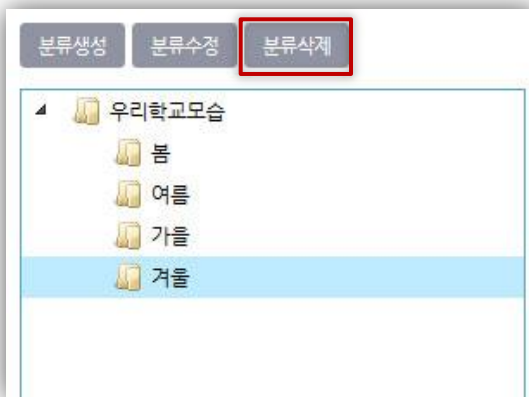 분류생성 분류수정 분류삭제
우리학교모습
봄
여름
가을
겨울